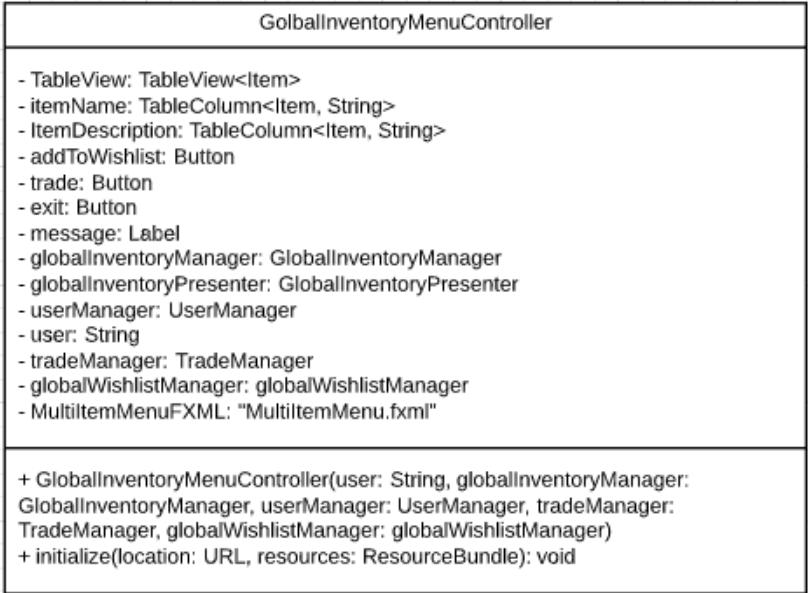 GolballnventoryMenuController
- TableView: TableView<Item>
- itemName: TableColumn<Item, String>
- ItemDescription: TableColumn<Item, String>
- addToWishlist: Button
- trade: Button
- exit: Button
- message: Label
- globalInventoryManager: GlobalInventoryManager
- globalInventoryPresenter: GlobalInventoryPresenter
- userManager: UserManager
- user: String
- tradeManager: TradeManager
- globalWishlistManager: globalWishlistManager
- MultiItemMenuFXML: "MultiItemMenu.fxml"
+ GlobalInventoryMenuController(user: String, globalInventoryManager:
GlobalInventoryManager, userManager: UserManager, tradeManager:
TradeManager, globalWishlistManager: globalWishlistManager)
+ initialize(location: URL, resources: ResourceBundle): void